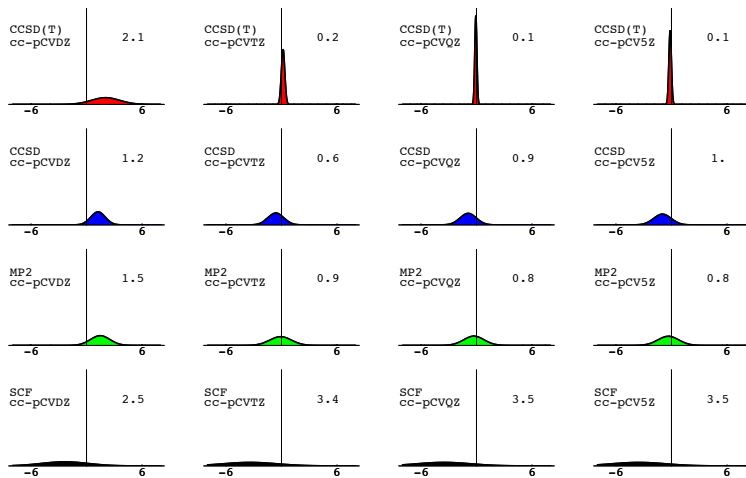 CCSD(T)
cc-pCVDZ
2.1
-6 6
CCSD(T)
cc-pCVTZ
0.2
-6 6
CCSD(T)
cc-pCVQZ
0.1
-6 6
CCSD(T)
cc-pCV5Z
0.1
-6 6
CCSD
cc-pCVDZ
1.2
-6 6
CCSD
cc-pCVTZ
0.6
-6 6
CCSD
cc-pCVQZ
0.9
-6 6
CCSD
cc-pCV5Z
1.
-6 6
MP2
cc-pCVDZ
1.5
-6 6
MP2
cc-pCVTZ
0.9
-6 6
MP2
cc-pCVQZ
0.8
-6 6
MP2
cc-pCV5Z
0.8
-6 6
SCF
cc-pCVDZ
2.5
-6 6
SCF
cc-pCVTZ
3.4
-6 6
SCF
cc-pCVQZ
3.5
-6 6
SCF
cc-pCV5Z
3.5
-6 6